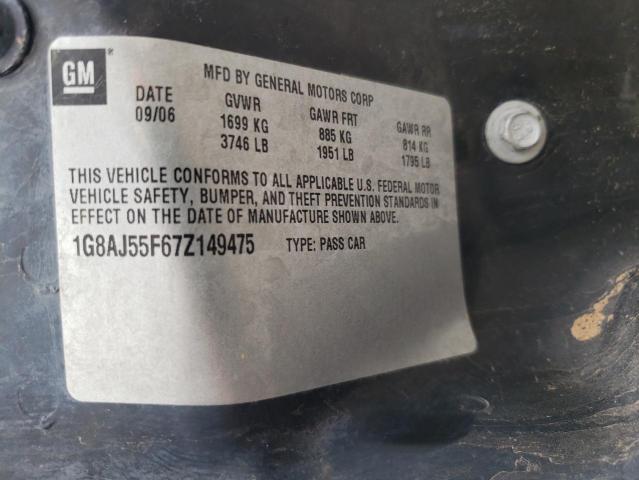 GM®
MFD BY GENERAL MOTORS CORP
DATE GVWR GAWR FRT GAWR RR
09/06 1699 KG 885 KG 814 KG
3746 LB 1951 LB 1795 LB
THIS VEHICLE CONFORMS TO ALL APPLICABLE U.S. FEDERAL MOTOR
VEHICLE SAFETY, BUMPER, AND THEFT PREVENTION STANDARDS IN
EFFECT ON THE DATE OF MANUFACTURE SHOWN ABOVE.
1G8AJ55F67Z149475 TYPE: PASS CAR